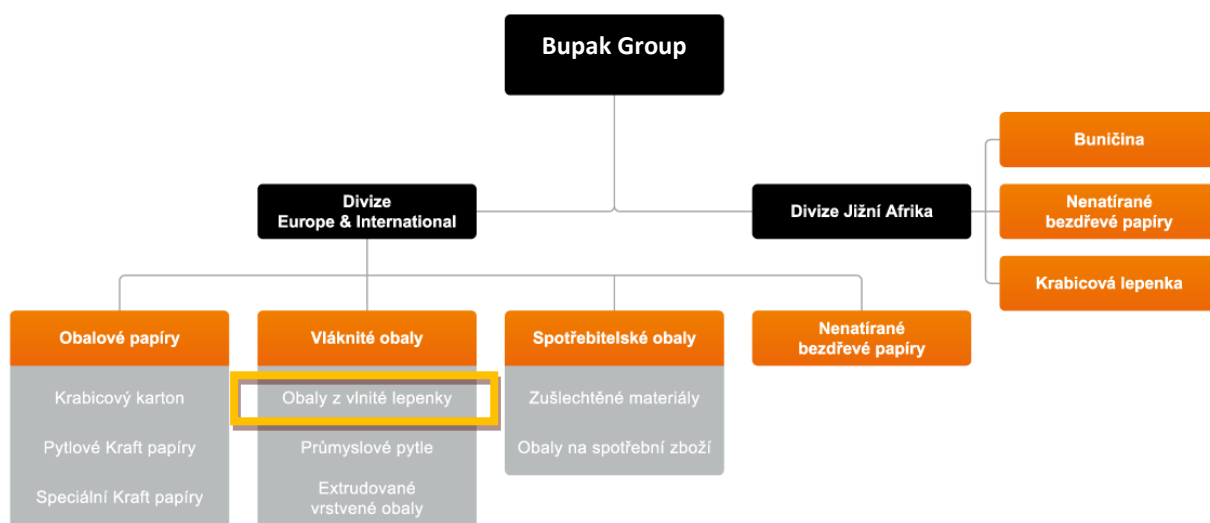 Bupak Group
Divize
Europe & International
Divize Jižní Afrika
Buničina
Nenatírané
bezdřevé papíry
Krabicová lepenka
Obalové papíry
Krabicový karton
Pytlové Kraft papíry
Speciální Kraft papíry
Vláknité obaly
Obaly z vlnité lepenky
Průmyslové pytle
Extrudované
vrstvené obaly
Spotřebitelské obaly
Zušlechtěné materiály
Obaly na spotřební zboží
Nenatírané
bezdřevé papíry